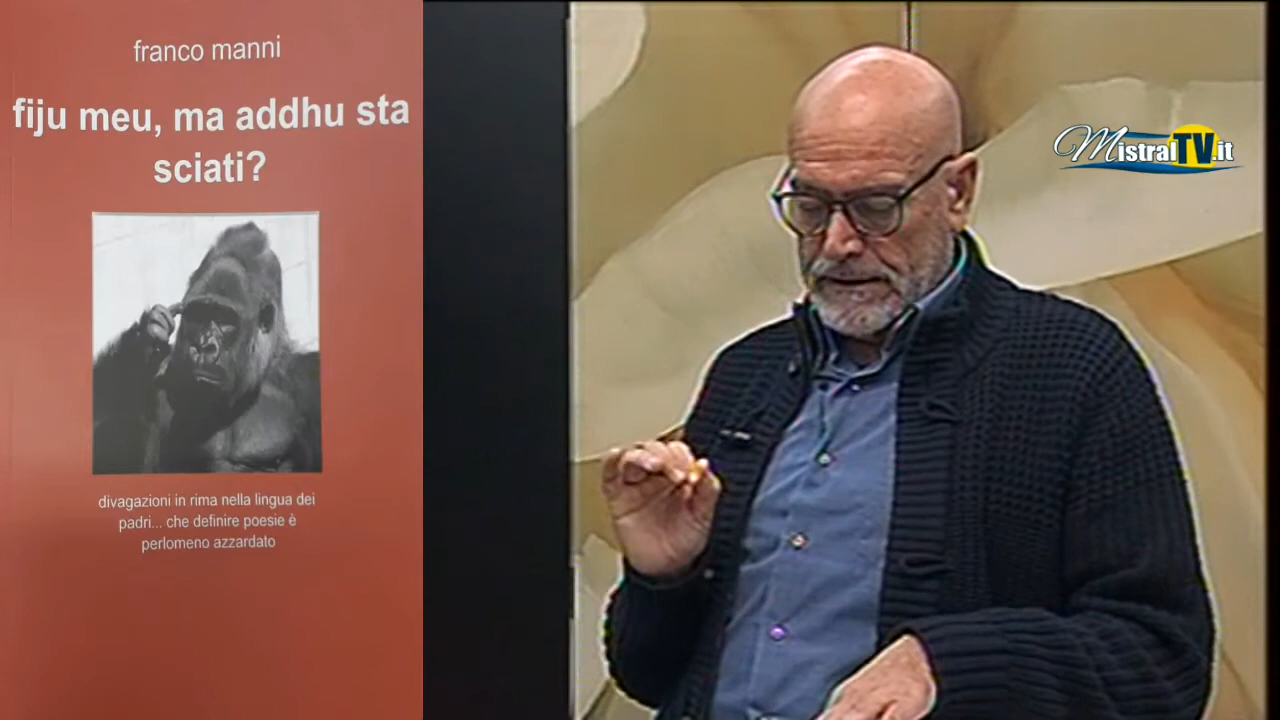 franco manni
fiju meu, ma addhu sta
sciati?
divagazioni in rima nella lingua dei
padri... che definire poesie è
perlomeno azzardato
MistralTV.it